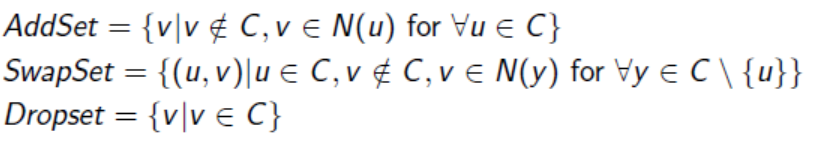 AddSet = {v|v ∉ C, v ∈ N(u) for ∀u ∈ C}
SwapSet = {(u, v)|u ∈ C, v ∉ C, v ∈ N(y) for ∀y ∈ C \ {u}}
Dropset = {v|v ∈ C}